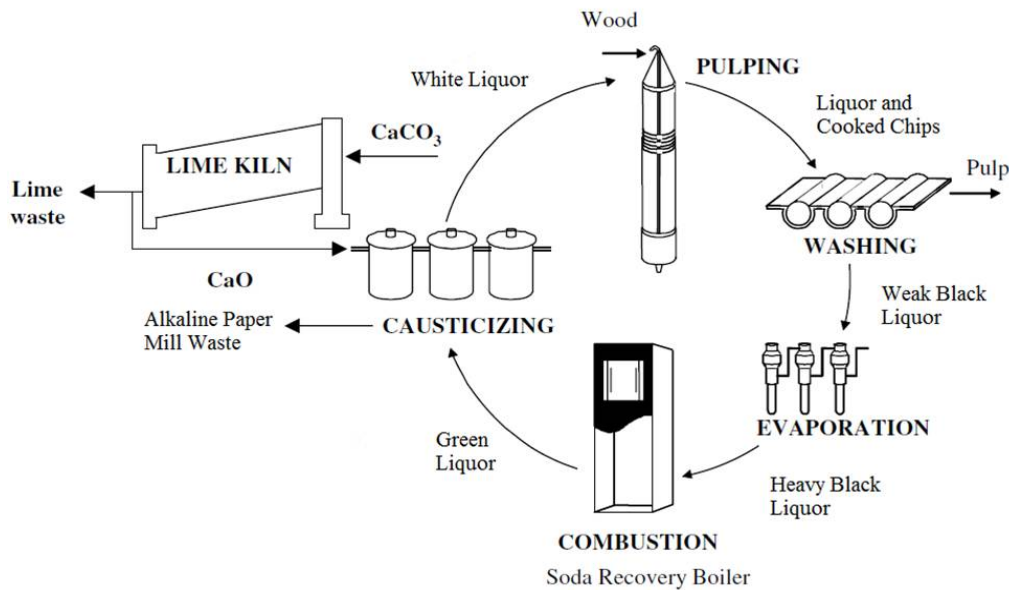 Wood
PULPING
White Liquor
Liquor and
Cooked Chips
CaCO3
LIME KILN
Pulp
Lime
waste
WASHING
CaO
Weak Black
Liquor
Alkaline Paper
Mill Waste
CAUSTICIZING
EVAPORATION
Green
Liquor
Heavy Black
Liquor
COMBUSTION
Soda Recovery Boiler